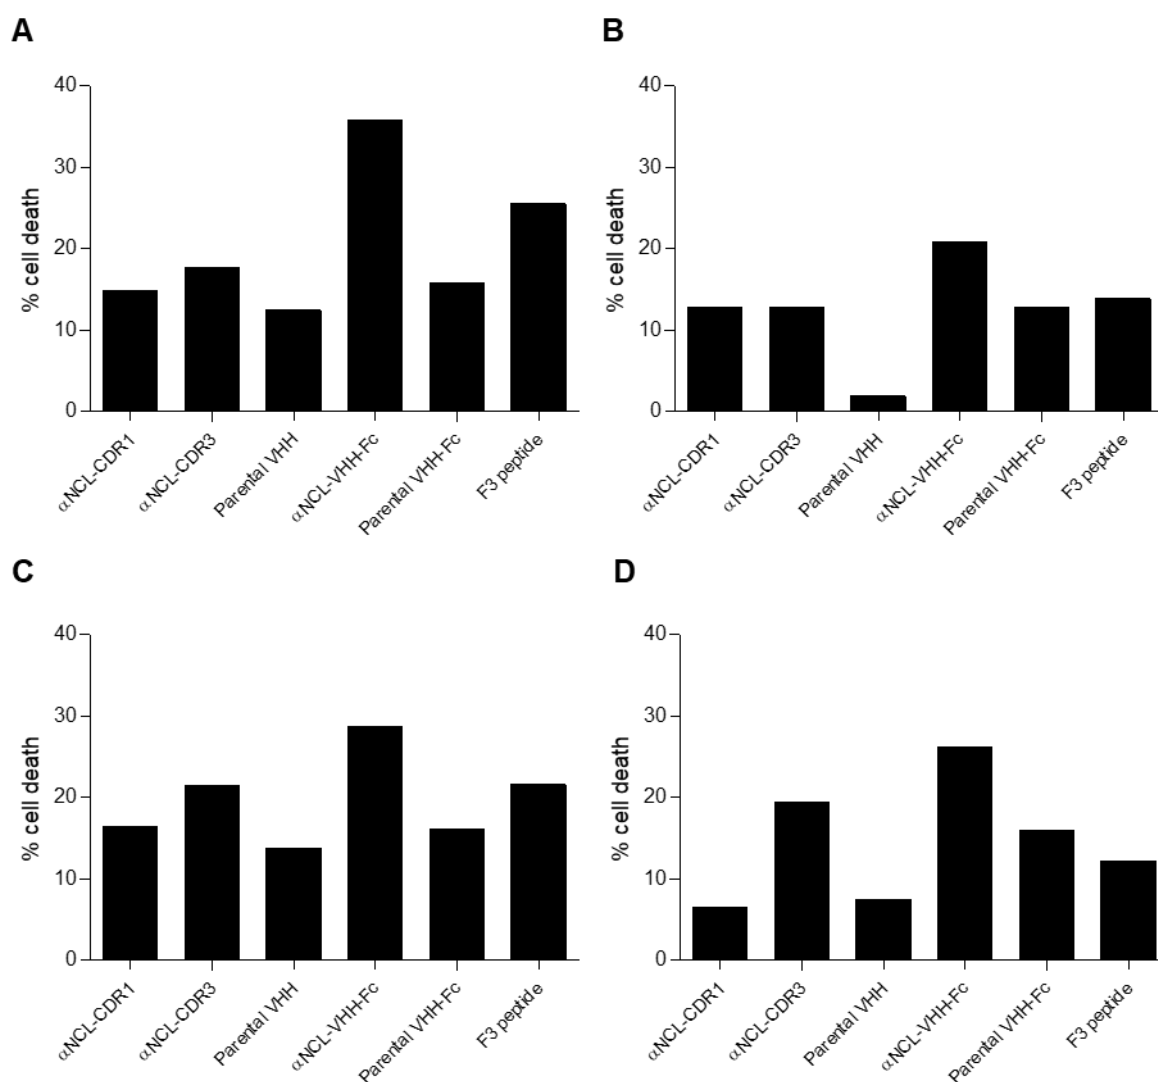 A
% cell death
40
30
20
10
0
αNCL-CDR1
αNCL-CDR3
Parental VHH
αNCL-VHH-Fc
Parental VHH-Fc
F3 peptide
B
% cell death
40
30
20
10
0
αNCL-CDR1
αNCL-CDR3
Parental VHH
αNCL-VHH-Fc
Parental VHH-Fc
F3 peptide
C
% cell death
40
30
20
10
0
αNCL-CDR1
αNCL-CDR3
Parental VHH
αNCL-VHH-Fc
Parental VHH-Fc
F3 peptide
D
% cell death
40
30
20
10
0
αNCL-CDR1
αNCL-CDR3
Parental VHH
αNCL-VHH-Fc
Parental VHH-Fc
F3 peptide